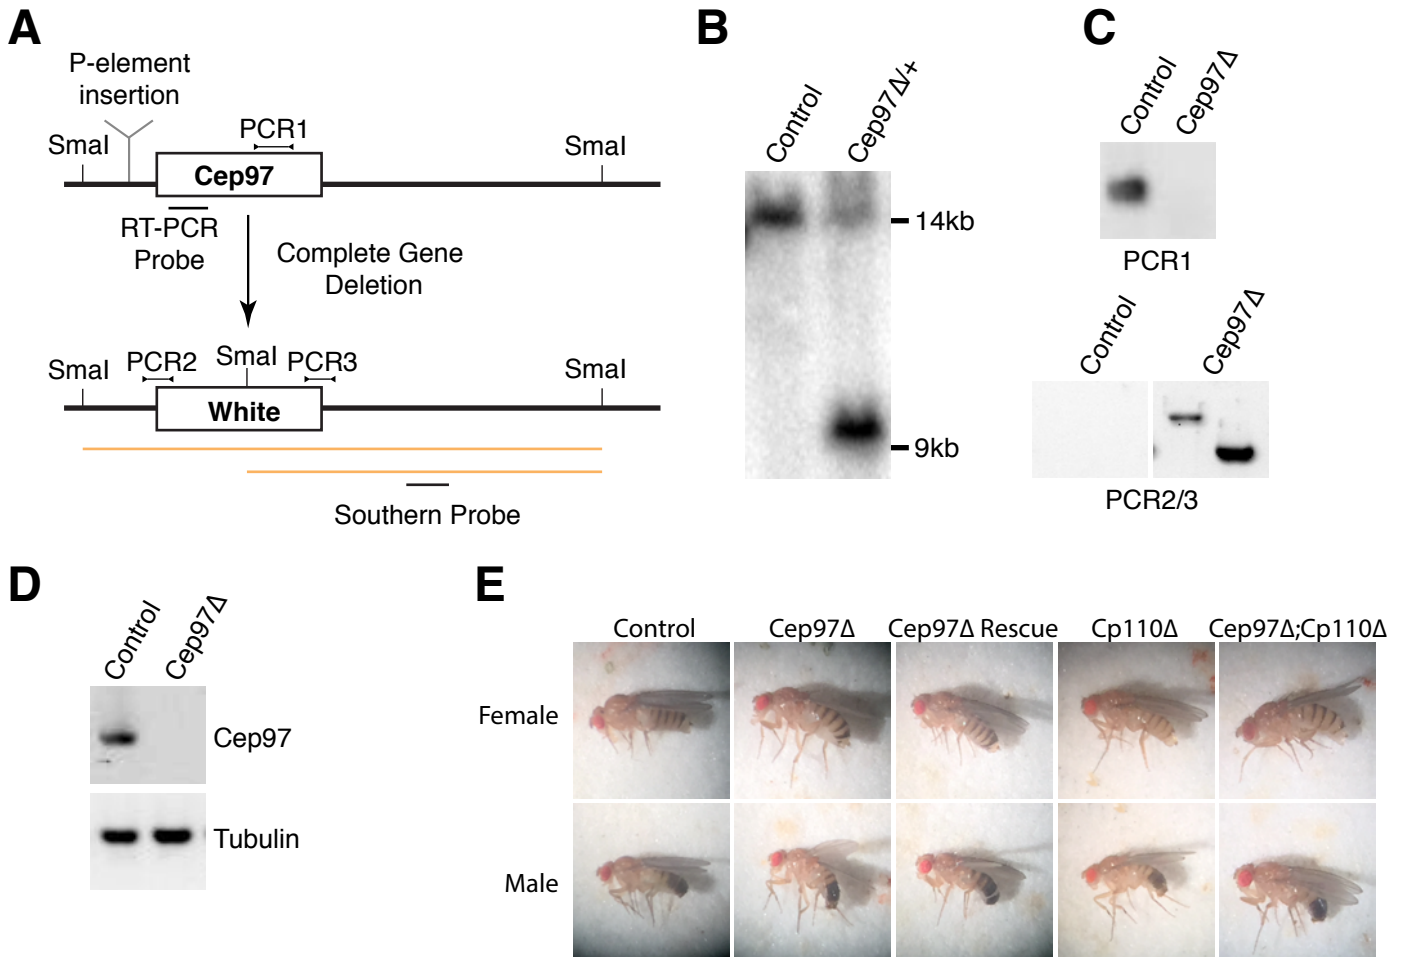 A
P-element
insertion
SmaI
PCR1
SmaI
Cep97
RT-PCR
Probe
Complete Gene
Deletion
SmaI
PCR2
SmaI
PCR3
SmaI
White
Southern Probe
B
Control
Cep97Δ/+
14kb
9kb
C
Control
Cep97Δ
PCR1
Control
Cep97Δ
PCR2/3
D
Control
Cep97Δ
Cep97
Tubulin
E
Control
Cep97Δ
Cep97Δ Rescue
Cp110Δ
Cep97Δ;Cp110Δ
Female
Male